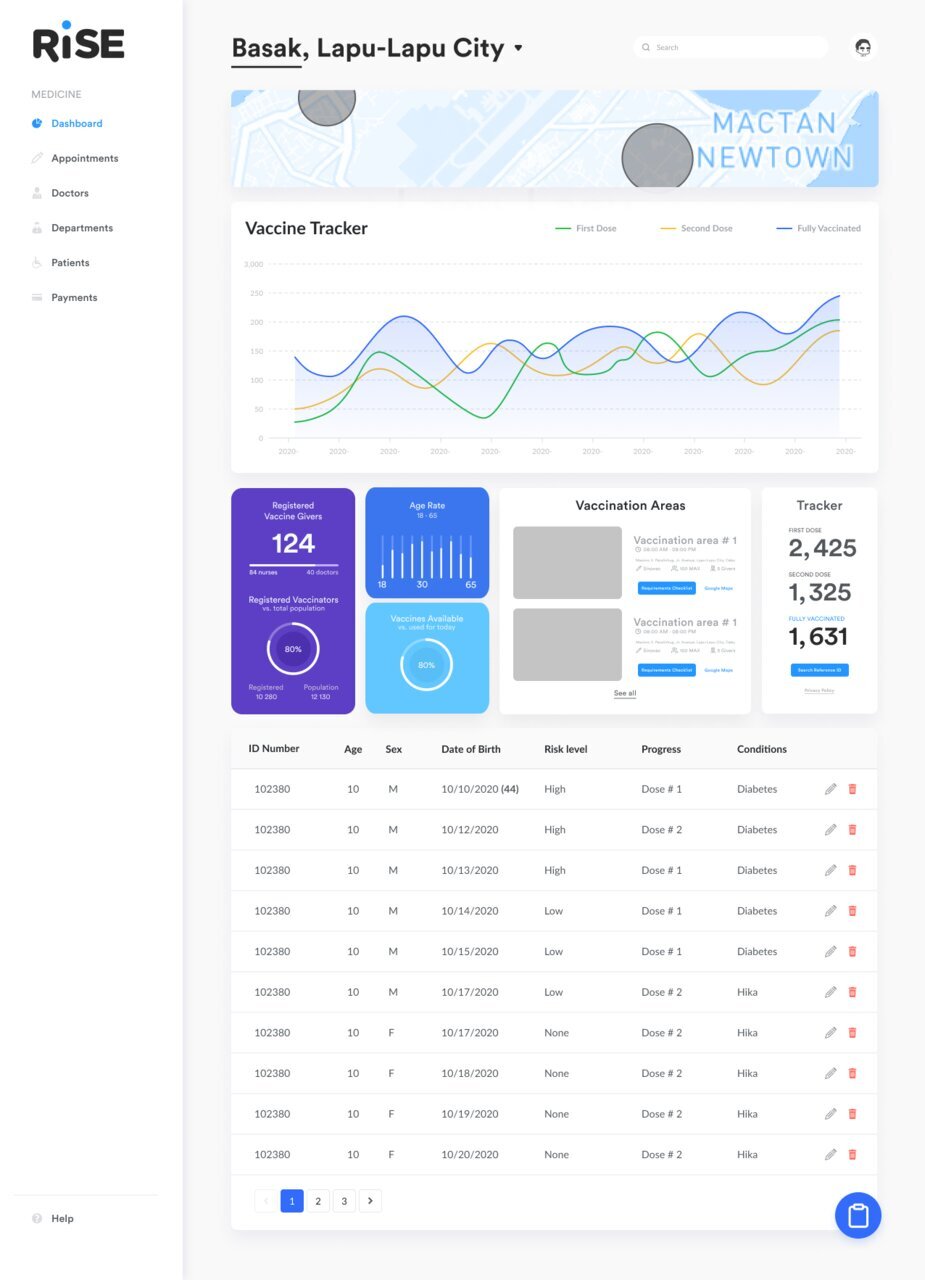 RiSE
MEDICINE
Dashboard
Appointments
Doctors
Departments
Patients
Payments
Help
Basak, Lapu-Lapu City
Search
MACTAN
NEWTOWN
Vaccine Tracker
First Dose
Second Dose
Fully Vaccinated
3,000
250
200
150
100
50
0
2020- 2020- 2020- 2020- 2020- 2020- 2020- 2020- 2020- 2020- 2020- 2020-
Registered
Vaccine Givers
124
84 nurses 40 doctors
Registered Vaccinators
vs. total population
80%
Registered Population
10 280 12 130
Age Rate
18 - 65
18 30 65
Vaccines Available
vs. used for today
80%
Vaccination Areas
Vaccination area # 1
08:00 AM - 08:00 PM
Sinovac 100 MAX 5 Givers
Requirements Checklist Google Maps
Vaccination area # 1
08:00 AM - 08:00 PM
Sinovac 100 MAX 5 Givers
Requirements Checklist Google Maps
See all
Tracker
FIRST DOSE
2,425
SECOND DOSE
1,325
FULLY VACCINATED
1,631
Search Reference ID
Privacy Policy
ID Number Age Sex Date of Birth Risk level Progress Conditions
102380 10 M 10/10/2020 (44) High Dose # 1 Diabetes
102380 10 M 10/12/2020 High Dose # 2 Diabetes
102380 10 M 10/13/2020 High Dose # 1 Diabetes
102380 10 M 10/14/2020 Low Dose # 1 Diabetes
102380 10 M 10/15/2020 Low Dose # 1 Diabetes
102380 10 M 10/17/2020 Low Dose # 2 Hika
102380 10 F 10/17/2020 None Dose # 2 Hika
102380 10 F 10/18/2020 None Dose # 2 Hika
102380 10 F 10/19/2020 None Dose # 2 Hika
102380 10 F 10/20/2020 None Dose # 2 Hika
1 2 3